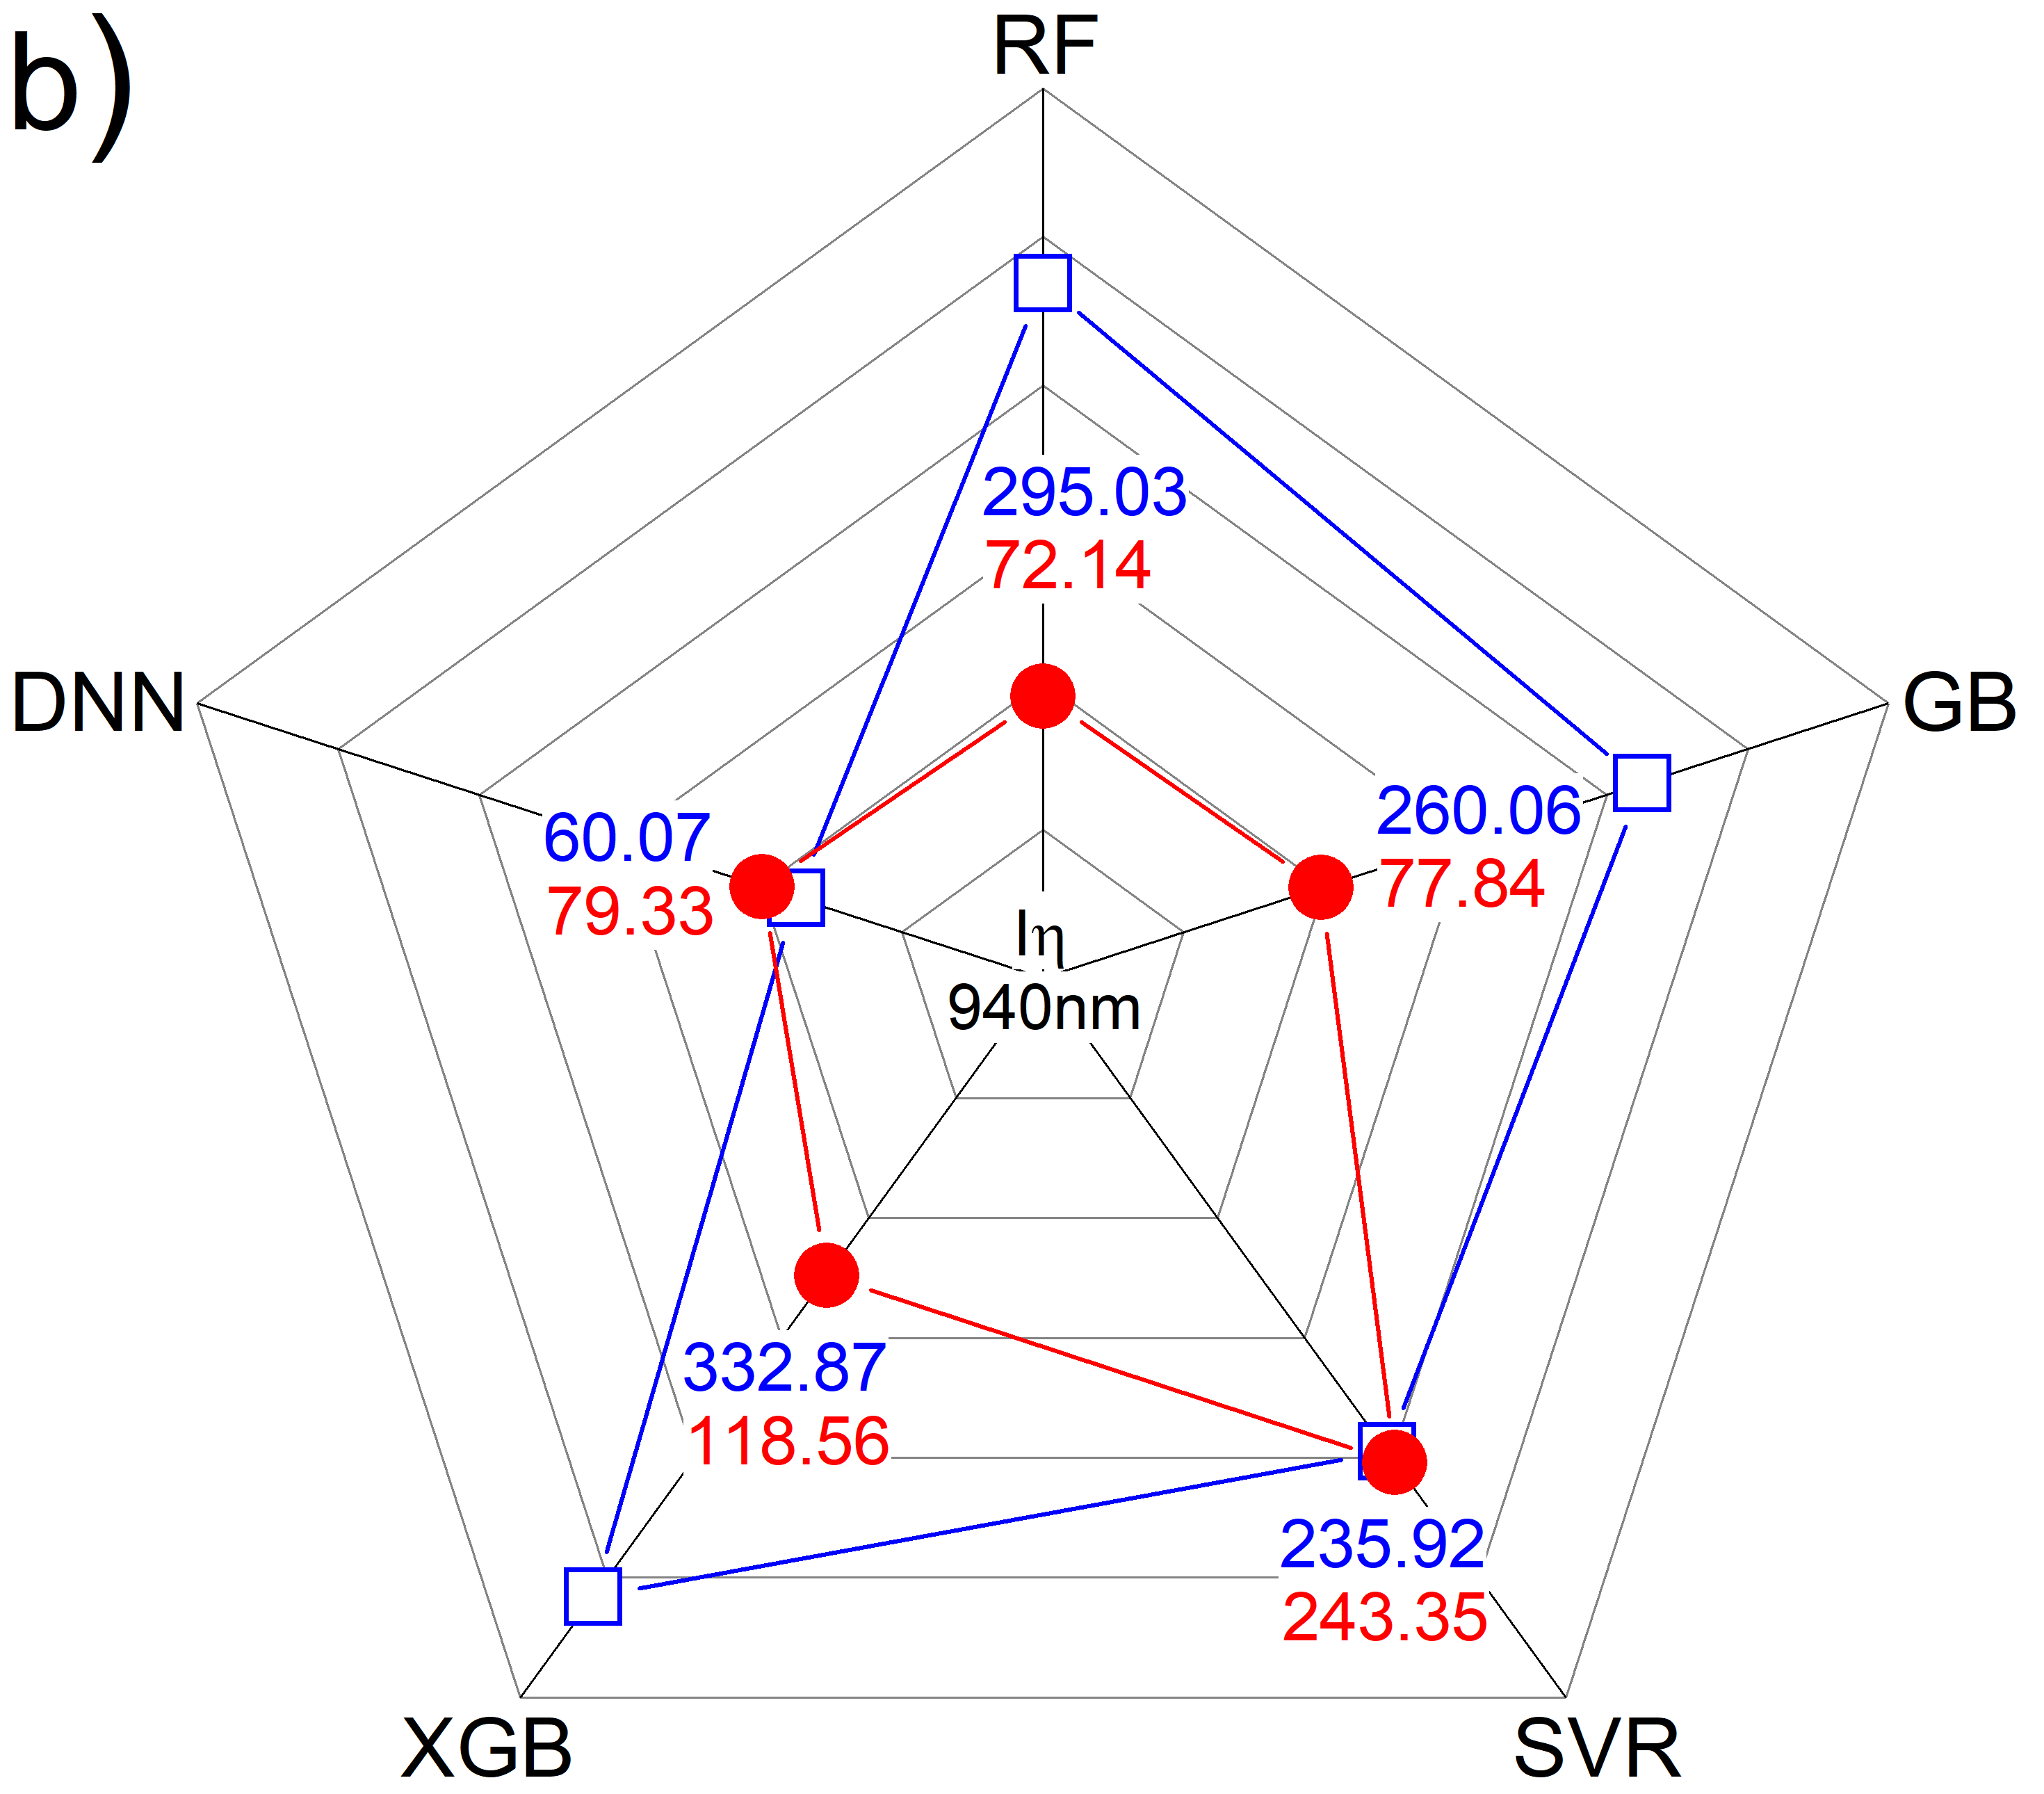 b)
RF
295.03
72.14
DNN
GB
60.07
79.33
260.06
77.84
Iη
940nm
332.87
118.56
235.92
243.35
XGB
SVR